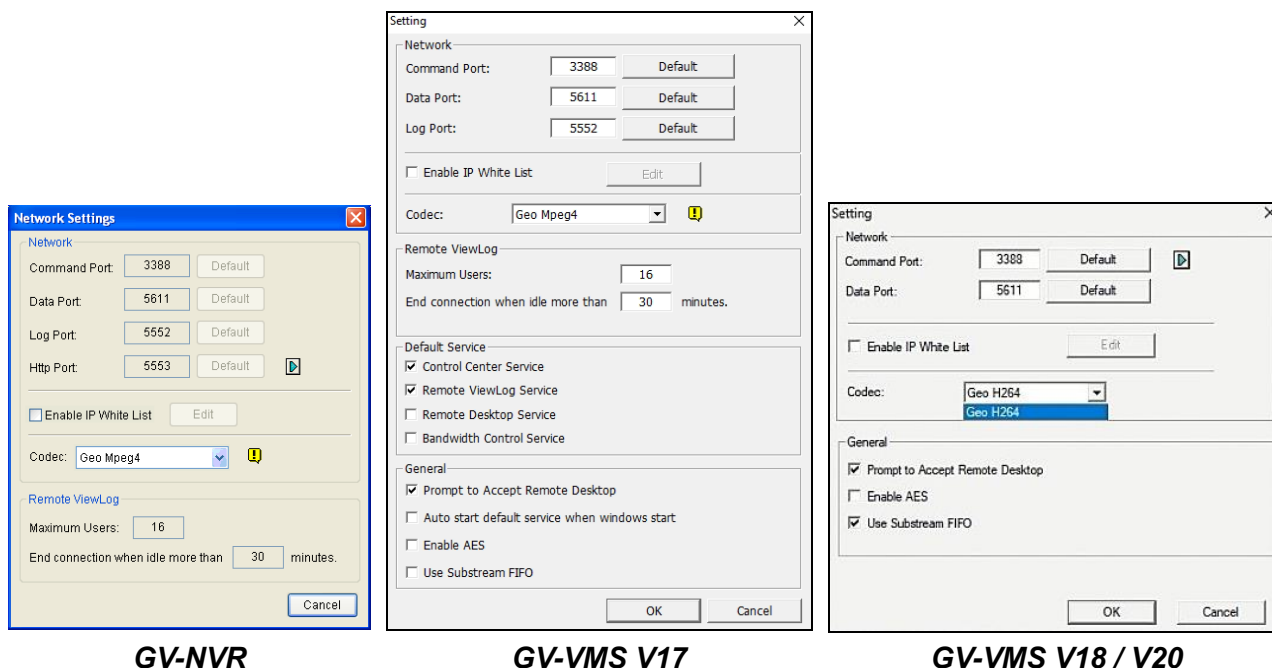 Network Settings
Network
Command Port: 3388 Default
Data Port: 5611 Default
Log Port: 5552 Default
Http Port: 5553 Default
Enable IP White List Edit
Codec: Geo Mpeg4
Remote ViewLog
Maximum Users: 16
End connection when idle more than 30 minutes.
Cancel
GV-NVR
Setting
Network
Command Port: 3388 Default
Data Port: 5611 Default
Log Port: 5552 Default
Enable IP White List Edit
Codec: Geo Mpeg4
Remote ViewLog
Maximum Users: 16
End connection when idle more than 30 minutes.
Default Service
Control Center Service
Remote ViewLog Service
Remote Desktop Service
Bandwidth Control Service
General
Prompt to Accept Remote Desktop
Auto start default service when windows start
Enable AES
Use Substream FIFO
OK Cancel
GV-VMS V17
Setting
Network
Command Port: 3388 Default
Data Port: 5611 Default
Enable IP White List Edit
Codec: Geo H264
Geo H264
General
Prompt to Accept Remote Desktop
Enable AES
Use Substream FIFO
OK Cancel
GV-VMS V18 / V20